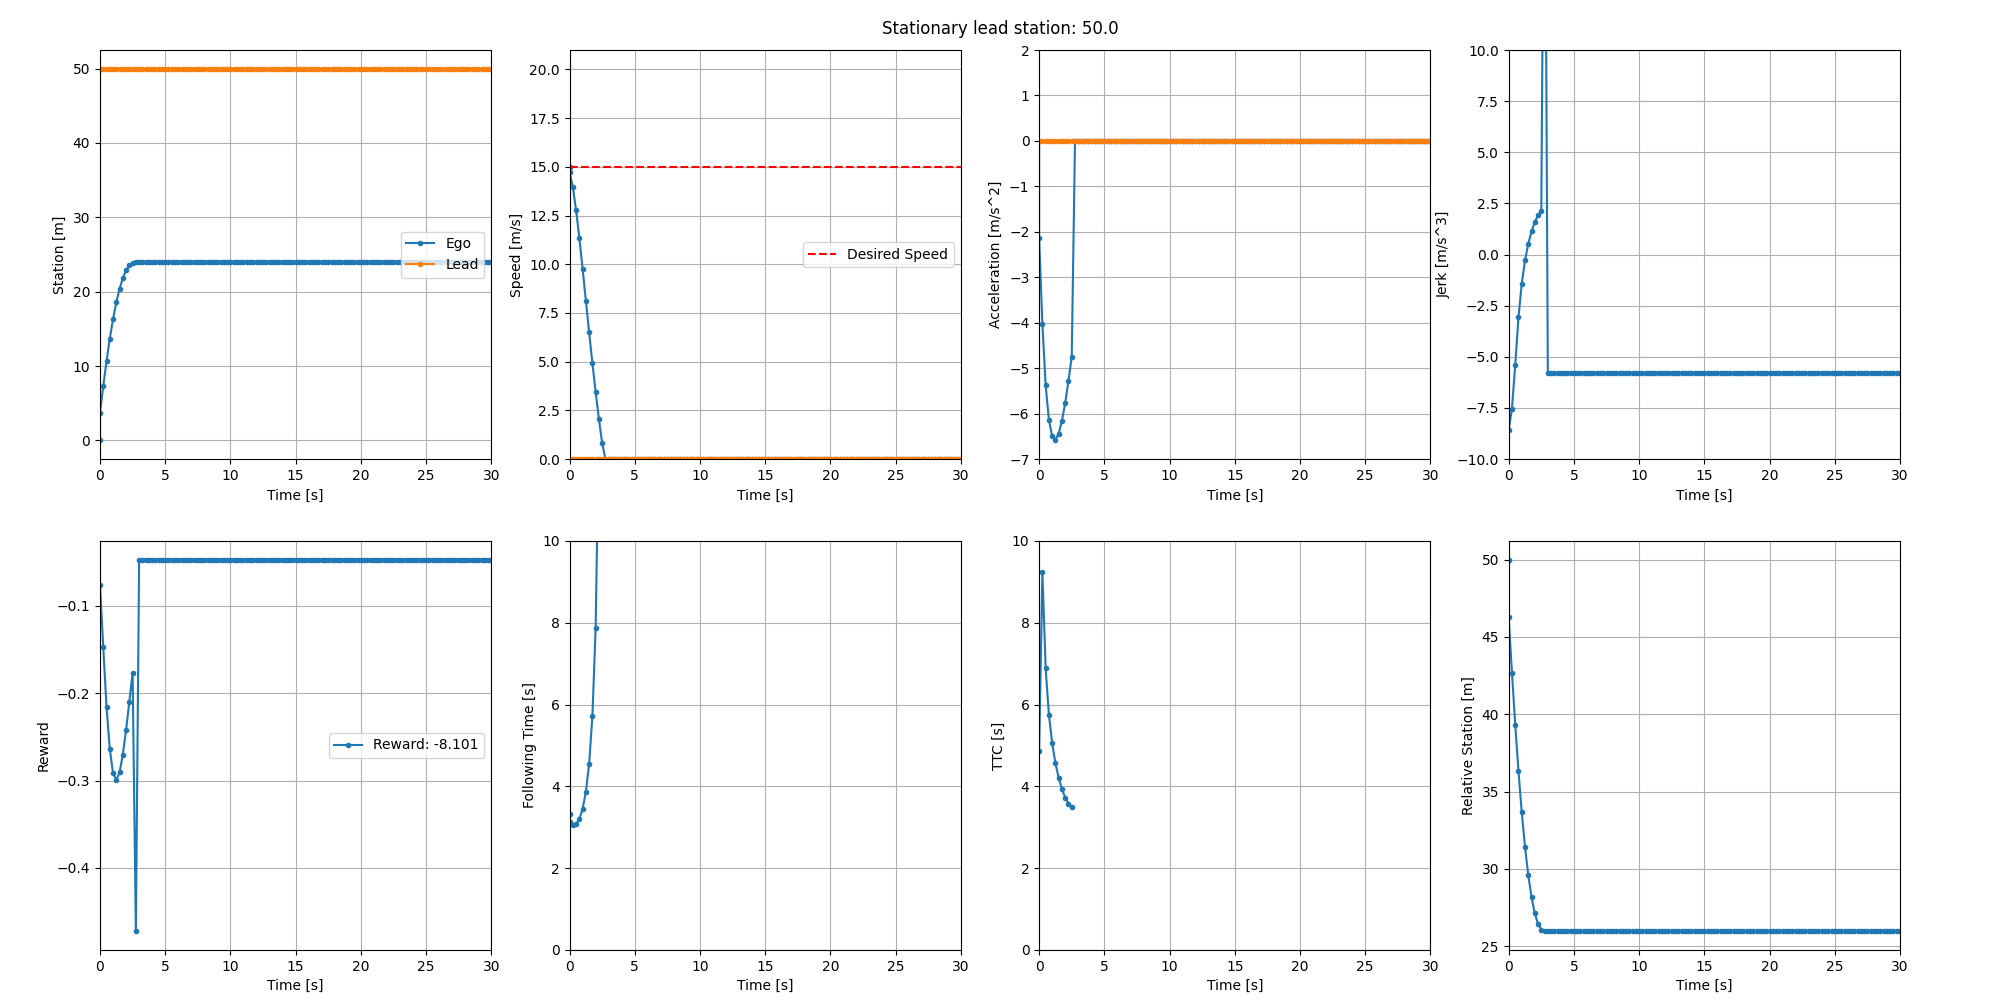 Stationary lead station: 50.0
Station [m]
50
40
30
20
10
0
Ego
Lead
0 5 10 15 20 25 30
Time [s]
Speed [m/s]
20.0
17.5
15.0
12.5
10.0
7.5
5.0
2.5
0.0
Desired Speed
0 5 10 15 20 25 30
Time [s]
Acceleration [m/s^2]
2
1
0
−1
−2
−3
−4
−5
−6
−7
0 5 10 15 20 25 30
Time [s]
Jerk [m/s^3]
10.0
7.5
5.0
2.5
0.0
−2.5
−5.0
−7.5
−10.0
0 5 10 15 20 25 30
Time [s]
Reward
−0.1
−0.2
−0.3
−0.4
Reward: -8.101
0 5 10 15 20 25 30
Time [s]
Following Time [s]
10
8
6
4
2
0
0 5 10 15 20 25 30
Time [s]
TTC [s]
10
8
6
4
2
0
0 5 10 15 20 25 30
Time [s]
Relative Station [m]
50
45
40
35
30
25
0 5 10 15 20 25 30
Time [s]